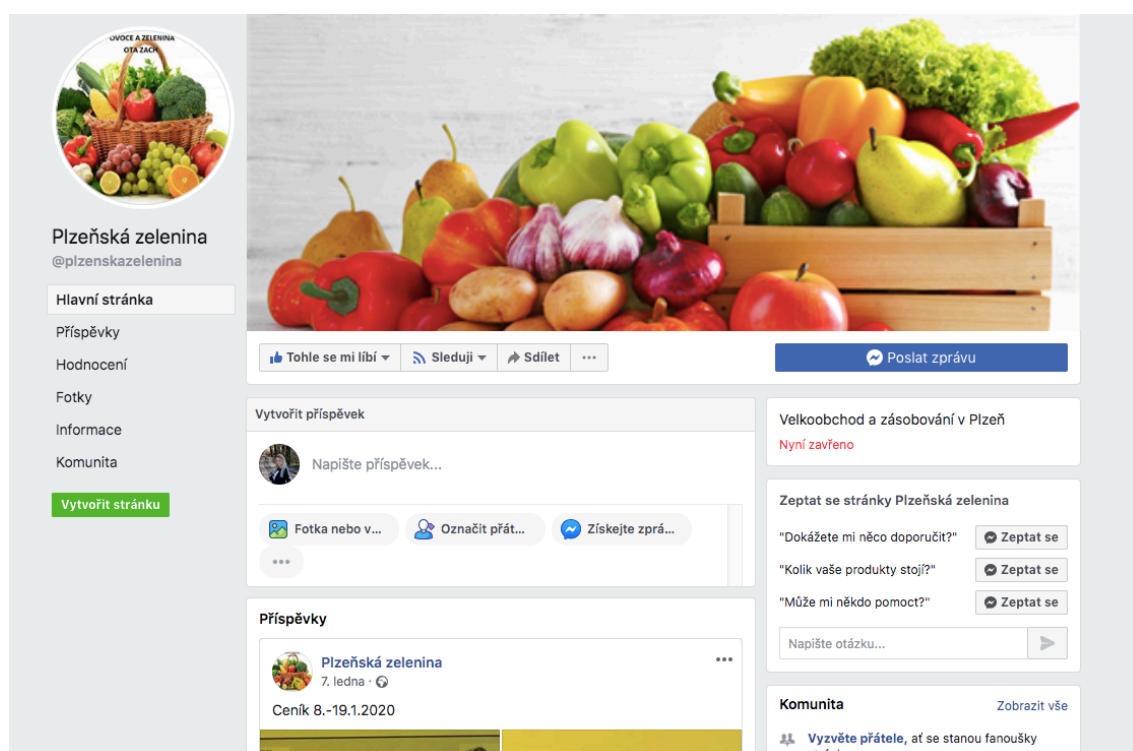 OVOCE A ZELENINA
OTA ZACH
Plzeňská zelenina
@plzenskazelenina
Hlavní stránka
Příspěvky
Hodnocení
Fotky
Informace
Komunita
Vytvořit stránku
Tohle se mi líbí
Sleduji
Sdílet
Poslat zprávu
Vytvořit příspěvek
Napište příspěvek...
Fotka nebo v...
Označit přát...
Získejte zprá...
Příspěvky
Plzeňská zelenina
7. ledna ·
Ceník 8.-19.1.2020
Velkoobchod a zásobování v Plzeň
Nyní zavřeno
Zeptat se stránky Plzeňská zelenina
"Dokážete mi něco doporučit?" Zeptat se
"Kolik vaše produkty stojí?" Zeptat se
"Může mi někdo pomoct?" Zeptat se
Napište otázku...
Komunita Zobrazit vše
Vyzvěte přátele, ať se stanou fanoušky